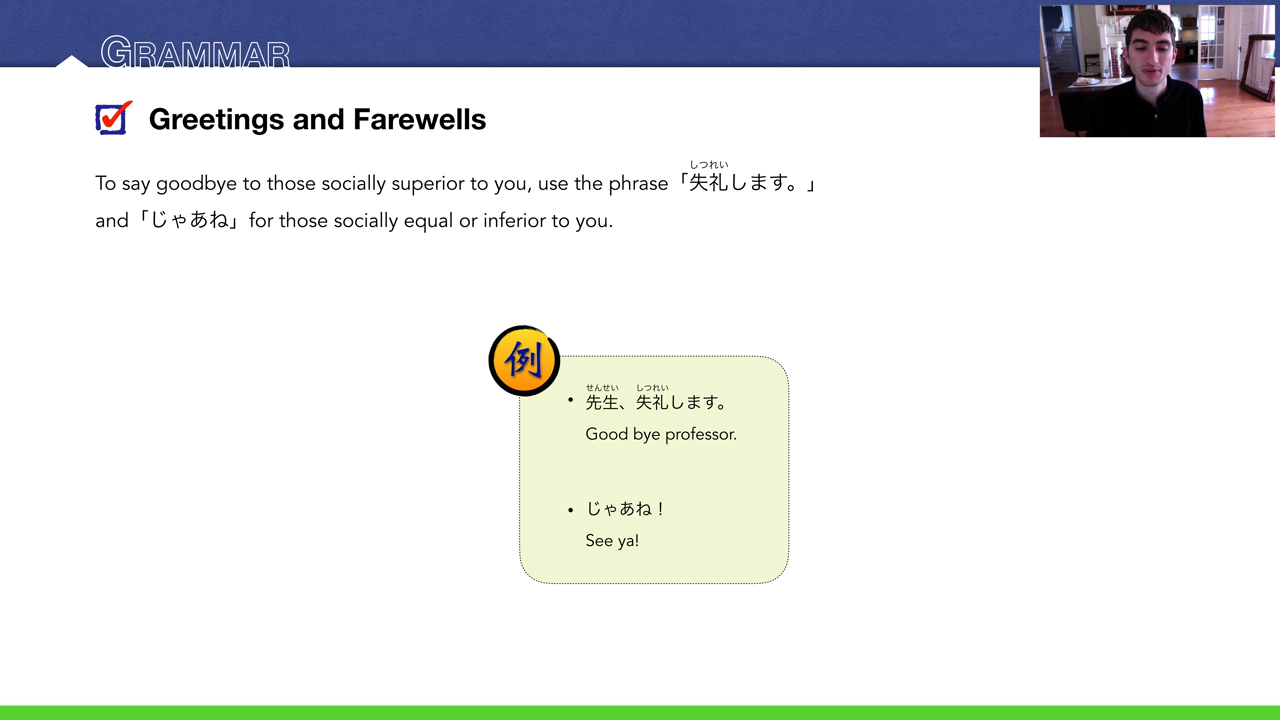 GRAMMAR
Greetings and Farewells
しつれい
To say goodbye to those socially superior to you, use the phrase「失礼します。」
and「じゃあね」for those socially equal or inferior to you.
例
せんせい しつれい
• 先生、失礼します。
Good bye professor.
• じゃあね！
See ya!